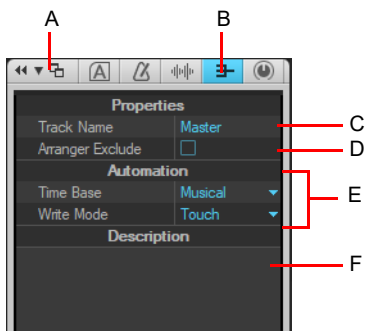 A
B
A
Properties
Track Name Master C
Arranger Exclude D
Automation
Time Base Musical
E
Write Mode Touch
Description
F